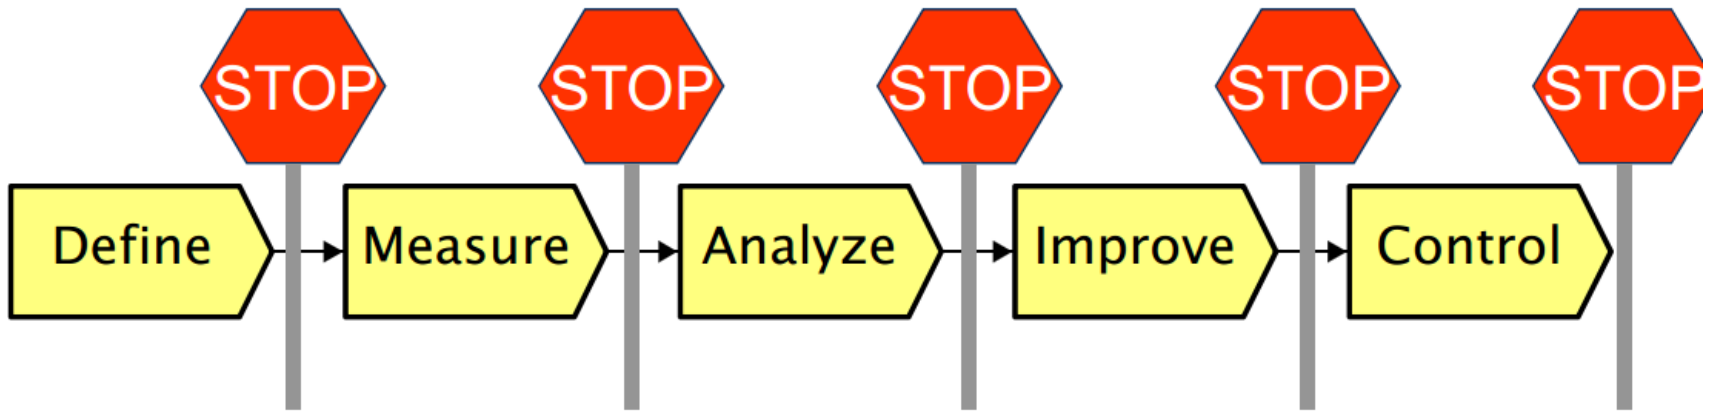 STOP STOP STOP STOP STOP
Define Measure Analyze Improve Control